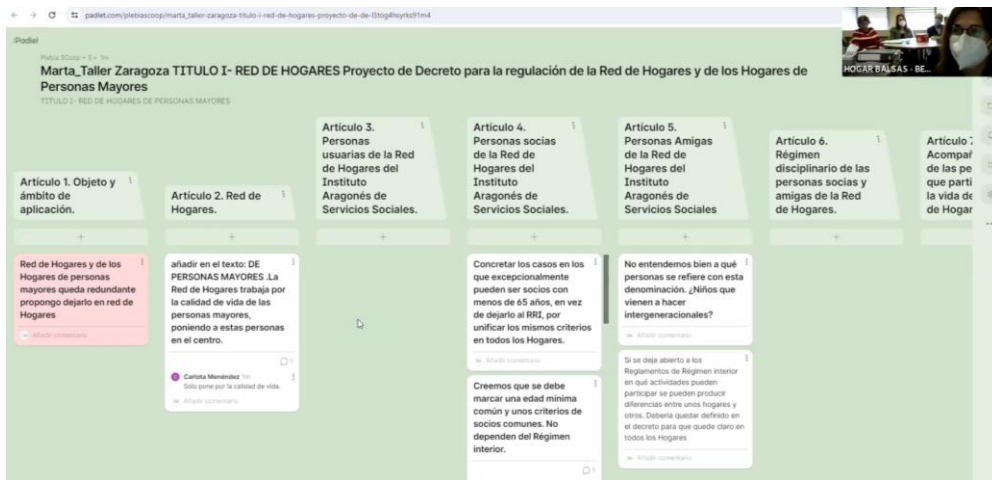 padlet.com/plebiascoop/marta_taller-zaragoza-titulo-i-red-de-hogares-proyecto-de-de-l3tog4hoyrks91m4
:Padlet
Plebia SCoop • 5 • 1m
Marta_Taller Zaragoza TITULO I- RED DE HOGARES Proyecto de Decreto para la regulación de la Red de Hogares y de los Hogares de
Personas Mayores
TITULO I- RED DE HOGARES DE PERSONAS MAYORES
HOGAR BALSAS - BE...
Artículo 1. Objeto y
ámbito de
aplicación.
Red de Hogares y de los
Hogares de personas
mayores queda redundante
propongo dejarlo en red de
Hogares
Añadir comentario
Artículo 2. Red de
Hogares.
añadir en el texto: DE
PERSONAS MAYORES .La
Red de Hogares trabaja por
la calidad de vida de las
personas mayores,
poniendo a estas personas
en el centro.
1
Carlota Menéndez 1m
Sólo pone por la calidad de vida.
Añadir comentario
Artículo 3.
Personas
usuarias de la Red
de Hogares del
Instituto
Aragonés de
Servicios Sociales.
Artículo 4.
Personas socias
de la Red de
Hogares del
Instituto
Aragonés de
Servicios Sociales.
Concretar los casos en los
que excepcionalmente
pueden ser socios con
menos de 65 años, en vez
de dejarlo al RRI, por
unificar los mismos criterios
en todos los Hogares.
Añadir comentario
Creemos que se debe
marcar una edad mínima
común y unos criterios de
socios comunes. No
dependen del Régimen
interior.
1
Artículo 5.
Personas Amigas
de la Red de
Hogares del
Instituto
Aragonés de
Servicios Sociales
No entendemos bien a qué
personas se refiere con esta
denominación. ¿Niños que
vienen a hacer
intergeneracionales?
Añadir comentario
Si se deja abierto a los
Reglamentos de Régimen interior
en qué actividades pueden
participar se pueden producir
diferencias entre unos hogares y
otros. Debería quedar definido en
el decreto para que quede claro en
todos los Hogares
Añadir comentario
Artículo 6.
Régimen
disciplinario de las
personas socias y
amigas de la Red
de Hogares.
Artículo 7
Acompañ
de las pe
que parti
la vida de
de Hogar